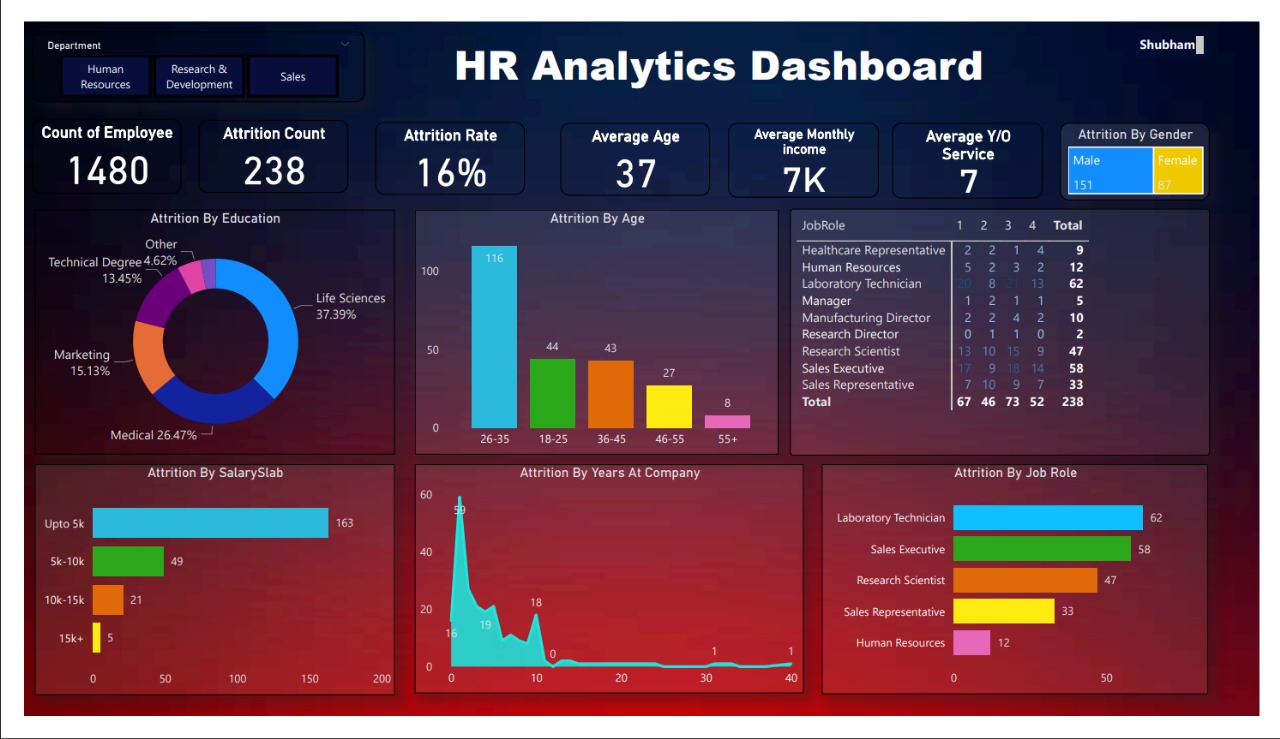 Department
Human Resources
Research & Development
Sales
HR Analytics Dashboard
Shubham
Count of Employee
1480
Attrition Count
238
Attrition Rate
16%
Average Age
37
Average Monthly income
7K
Average Y/O Service
7
Attrition By Gender
Male
151
Female
87
Attrition By Education
Other
4.62%
Technical Degree
13.45%
Life Sciences
37.39%
Marketing
15.13%
Medical 26.47%
Attrition By Age
100
50
0
116
44
43
27
8
26-35
18-25
36-45
46-55
55+
JobRole 1 2 3 4 Total
Healthcare Representative 2 2 1 4 9
Human Resources 5 2 3 2 12
Laboratory Technician 20 8 21 13 62
Manager 1 2 1 1 5
Manufacturing Director 2 2 4 2 10
Research Director 0 1 1 0 2
Research Scientist 13 10 15 9 47
Sales Executive 17 9 18 14 58
Sales Representative 7 10 9 7 33
Total 67 46 73 52 238
Attrition By SalarySlab
Upto 5k 163
5k-10k 49
10k-15k 21
15k+ 5
0 50 100 150 200
Attrition By Years At Company
60
40
20
0
59
16
19
18
0
1
1
0 10 20 30 40
Attrition By Job Role
Laboratory Technician 62
Sales Executive 58
Research Scientist 47
Sales Representative 33
Human Resources 12
0 50